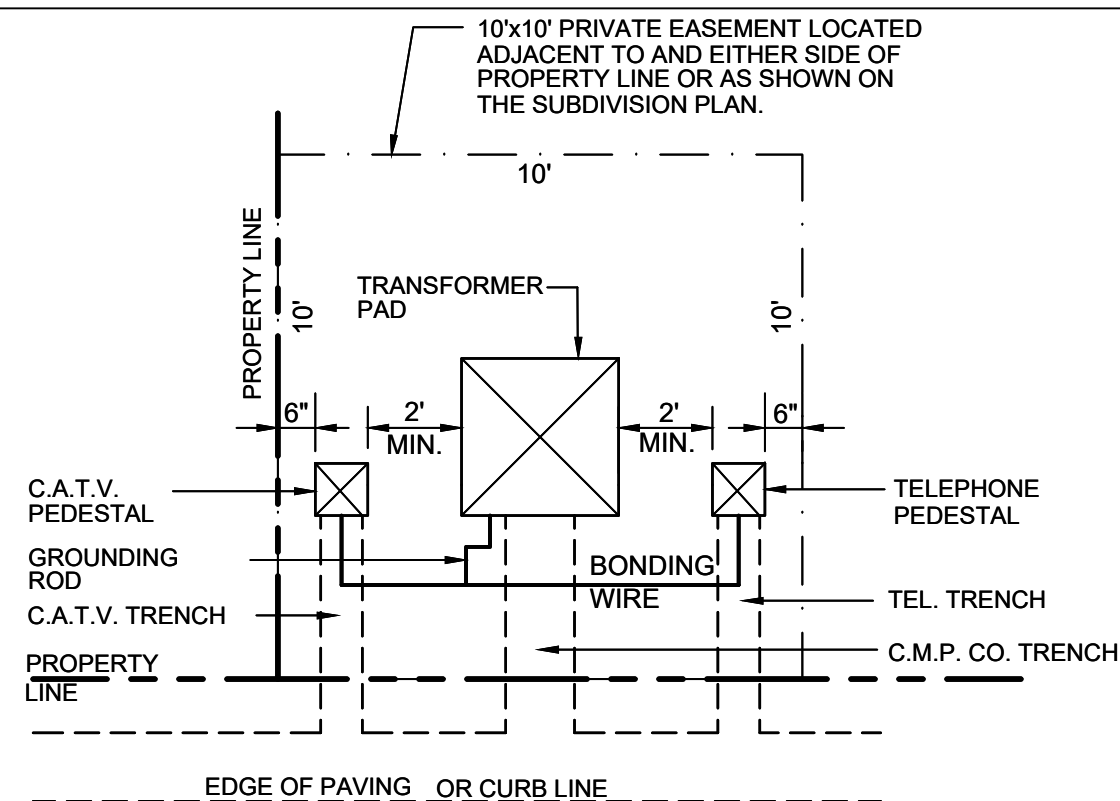 10'x10' PRIVATE EASEMENT LOCATED
ADJACENT TO AND EITHER SIDE OF
PROPERTY LINE OR AS SHOWN ON
THE SUBDIVISION PLAN.
10'
PROPERTY LINE
10'
10'
TRANSFORMER
PAD
6"
2'
MIN.
2'
MIN.
6"
C.A.T.V.
PEDESTAL
TELEPHONE
PEDESTAL
GROUNDING
ROD
BONDING
WIRE
C.A.T.V. TRENCH
TEL. TRENCH
C.M.P. CO. TRENCH
PROPERTY
LINE
EDGE OF PAVING OR CURB LINE